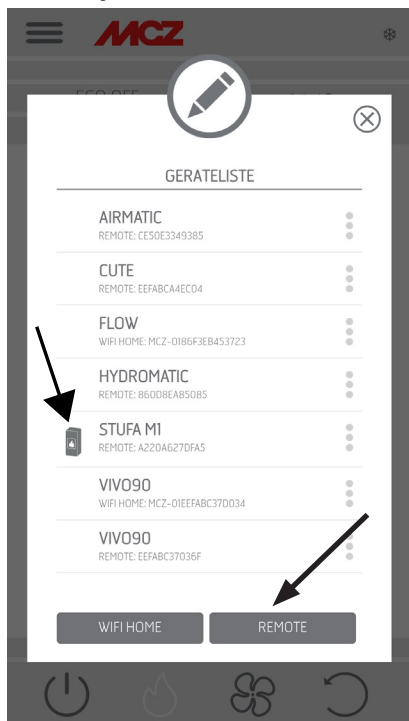 MCZ
GERATELISTE
AIRMATIC
REMOTE: CE50E3349385
CUTE
REMOTE: EEFABCA4EC04
FLOW
WIFI HOME: MCZ-0186F3EB453723
HYDROMATIC
REMOTE: 860D8EA85085
STUFA M1
REMOTE: A220A627DFA5
VIVO90
WIFI HOME: MCZ-01EEFABC37D034
VIVO90
REMOTE: EEFABC37036F
WIFI HOME
REMOTE